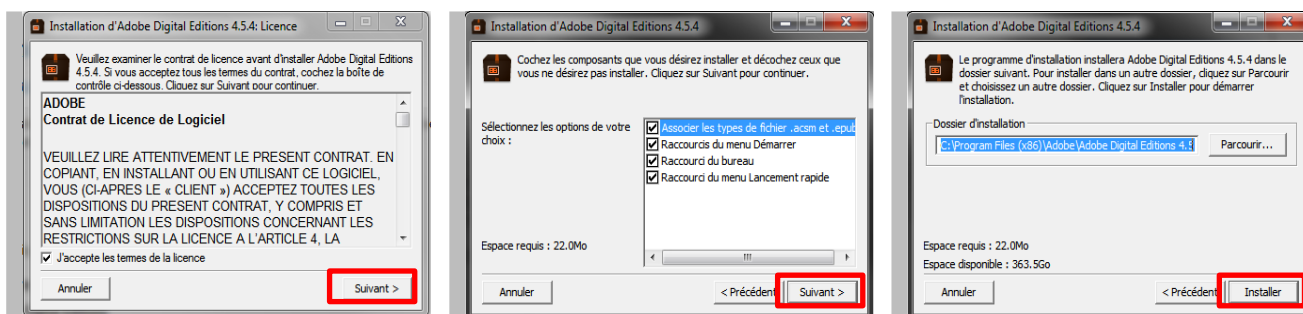 Installation d'Adobe Digital Editions 4.5.4: Licence
Veuillez examiner le contrat de licence avant d'installer Adobe Digital Editions
4.5.4. Si vous acceptez tous les termes du contrat, cochez la boîte de
contrôle ci-dessous. Cliquez sur Suivant pour continuer.
ADOBE
Contrat de Licence de Logiciel
VEUILLEZ LIRE ATTENTIVEMENT LE PRESENT CONTRAT. EN
COPIANT, EN INSTALLANT OU EN UTILISANT CE LOGICIEL,
VOUS (CI-APRES LE « CLIENT ») ACCEPTEZ TOUTES LES
DISPOSITIONS DU PRESENT CONTRAT, Y COMPRIS ET
SANS LIMITATION LES DISPOSITIONS CONCERNANT LES
RESTRICTIONS SUR LA LICENCE A L'ARTICLE 4, LA
J'accepte les termes de la licence
Annuler
Suivant >
Installation d'Adobe Digital Editions 4.5.4
Cochez les composants que vous désirez installer et décochez ceux que
vous ne désirez pas installer. Cliquez sur Suivant pour continuer.
Sélectionnez les options de votre
choix :
Associer les types de fichier .acsm et .epub
Raccourcis du menu Démarrer
Raccourci du bureau
Raccourci du menu Lancement rapide
Espace requis : 22.0Mo
Annuler
< Précédent
Suivant >
Installation d'Adobe Digital Editions 4.5.4
Le programme d'installation installera Adobe Digital Editions 4.5.4 dans le
dossier suivant. Pour installer dans un autre dossier, cliquez sur Parcourir
et choisissez un autre dossier. Cliquez sur Installer pour démarrer
l'installation.
Dossier d'installation
C:\Program Files (x86)\Adobe\Adobe Digital Editions 4.5
Parcourir...
Espace requis : 22.0Mo
Espace disponible : 363.5Go
Annuler
< Précédent
Installer